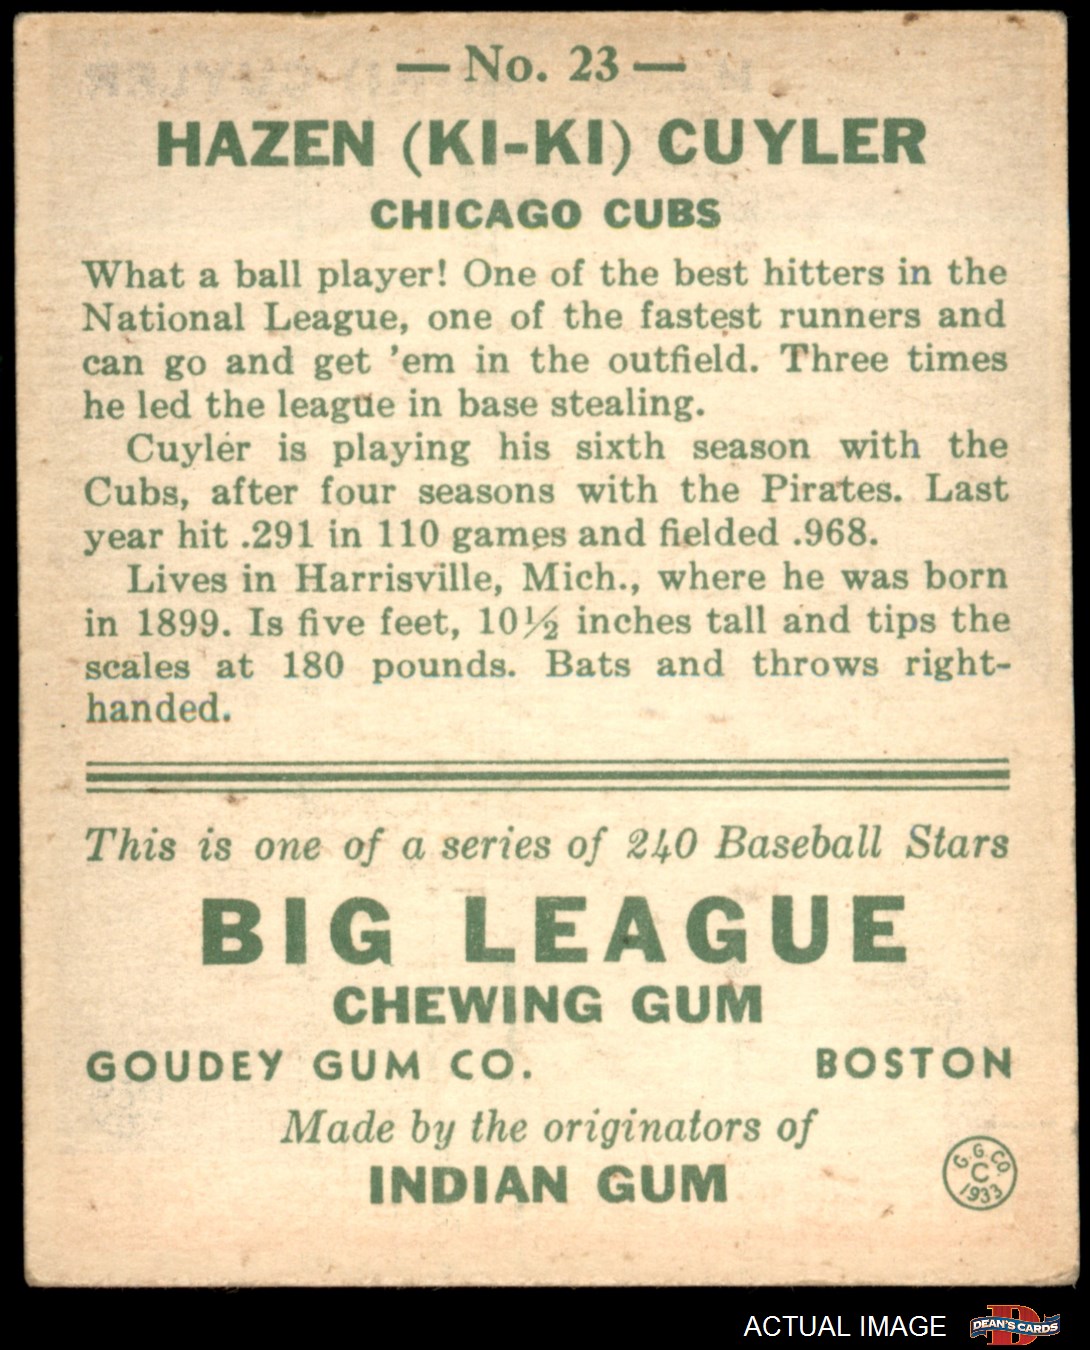 — No. 23 —
HAZEN (KI-KI) CUYLER
CHICAGO CUBS
What a ball player! One of the best hitters in the
National League, one of the fastest runners and
can go and get 'em in the outfield. Three times
he led the league in base stealing.
Cuyler is playing his sixth season with the
Cubs, after four seasons with the Pirates. Last
year hit .291 in 110 games and fielded .968.
Lives in Harrisville, Mich., where he was born
in 1899. Is five feet, 10½ inches tall and tips the
scales at 180 pounds. Bats and throws right-
handed.
This is one of a series of 240 Baseball Stars
BIG LEAGUE
CHEWING GUM
GOUDEY GUM CO. BOSTON
Made by the originators of
INDIAN GUM
G. G. CO.
C
1933
ACTUAL IMAGE
D
DEAN'S CARDS